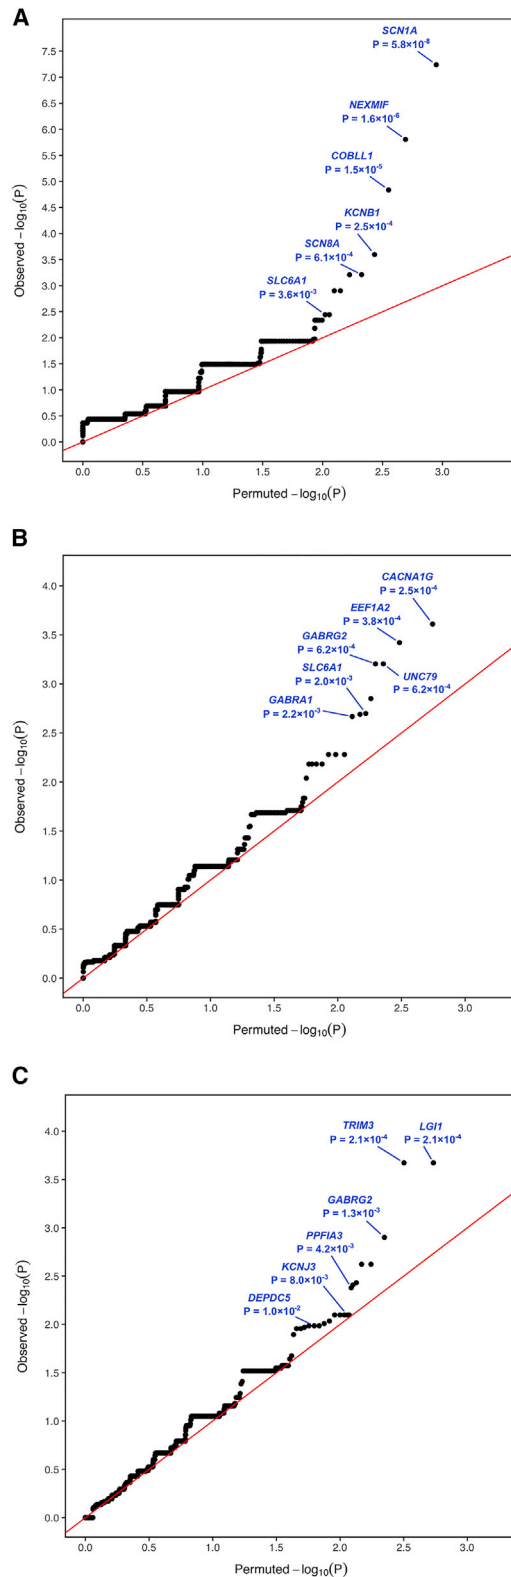 A
SCN1A
P = 5.8×10⁻⁸
NEXMIF
P = 1.6×10⁻⁶
COBLL1
P = 1.5×10⁻⁵
KCNB1
P = 2.5×10⁻⁴
SCN8A
P = 6.1×10⁻⁴
SLC6A1
P = 3.6×10⁻³
7.5
7.0
6.5
6.0
5.5
5.0
4.5
4.0
3.5
3.0
2.5
2.0
1.5
1.0
0.5
0.0
Observed −log₁₀(P)
0.0 0.5 1.0 1.5 2.0 2.5 3.0
Permuted −log₁₀(P)
B
CACNA1G
P = 2.5×10⁻⁴
EEF1A2
P = 3.8×10⁻⁴
GABRG2
P = 6.2×10⁻⁴
SLC6A1
P = 2.0×10⁻³
UNC79
P = 6.2×10⁻⁴
GABRA1
P = 2.2×10⁻³
4.0
3.5
3.0
2.5
2.0
1.5
1.0
0.5
0.0
Observed −log₁₀(P)
0.0 0.5 1.0 1.5 2.0 2.5 3.0
Permuted −log₁₀(P)
C
TRIM3 LGI1
P = 2.1×10⁻⁴ P = 2.1×10⁻⁴
GABRG2
P = 1.3×10⁻³
PPFIA3
P = 4.2×10⁻³
KCNJ3
P = 8.0×10⁻³
DEPDC5
P = 1.0×10⁻²
4.0
3.5
3.0
2.5
2.0
1.5
1.0
0.5
0.0
Observed −log₁₀(P)
0.0 0.5 1.0 1.5 2.0 2.5 3.0
Permuted −log₁₀(P)